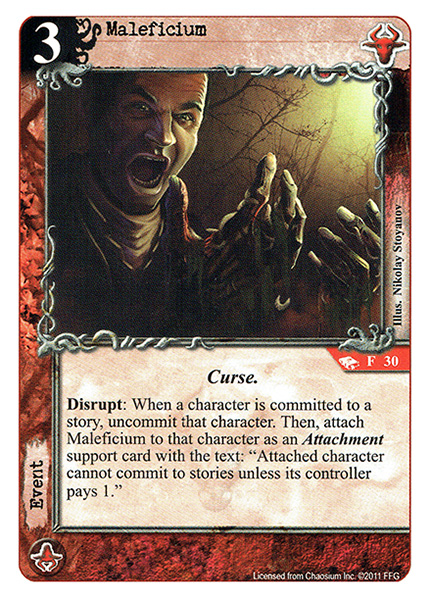 3
Maleficium
Illus. Nikolay Stoyanov
F 30
Curse.
Disrupt: When a character is committed to a
story, uncommit that character. Then, attach
Maleficium to that character as an Attachment
support card with the text: “Attached character
cannot commit to stories unless its controller
pays 1.”
Event
Licensed from Chaosium Inc. ©2011 FFG